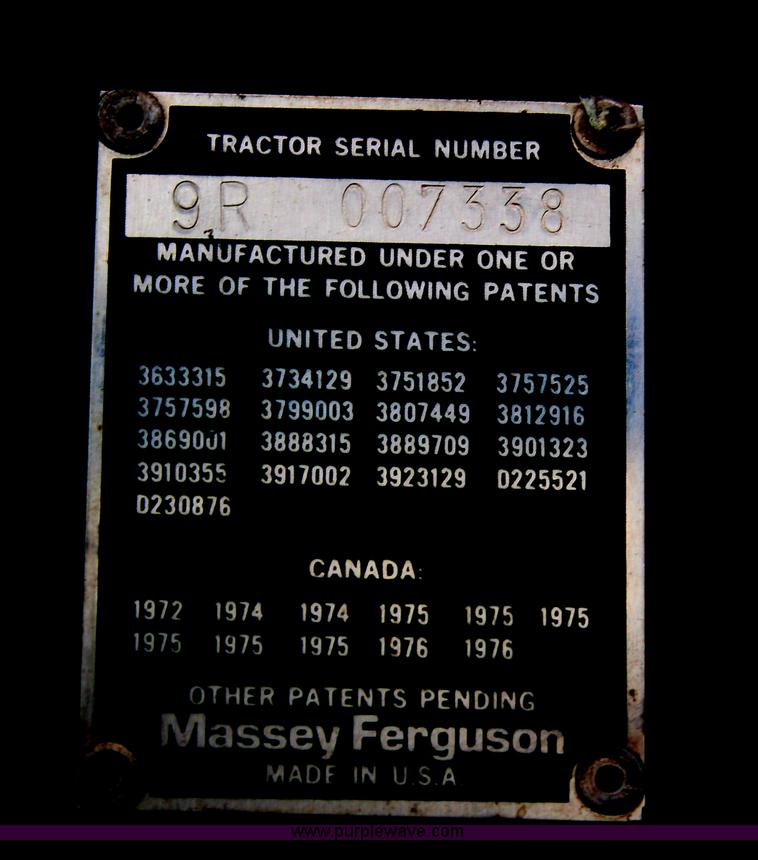 TRACTOR SERIAL NUMBER
9R 007338
MANUFACTURED UNDER ONE OR
MORE OF THE FOLLOWING PATENTS
UNITED STATES:
3633315 3734129 3751852 3757525
3757598 3799003 3807449 3812916
3869001 3888315 3889709 3901323
3910355 3917002 3923129 D225521
D230876
CANADA:
1972 1974 1974 1975 1975 1975
1975 1975 1975 1976 1976
OTHER PATENTS PENDING
Massey Ferguson
MADE IN U.S.A
www.purplewave.com